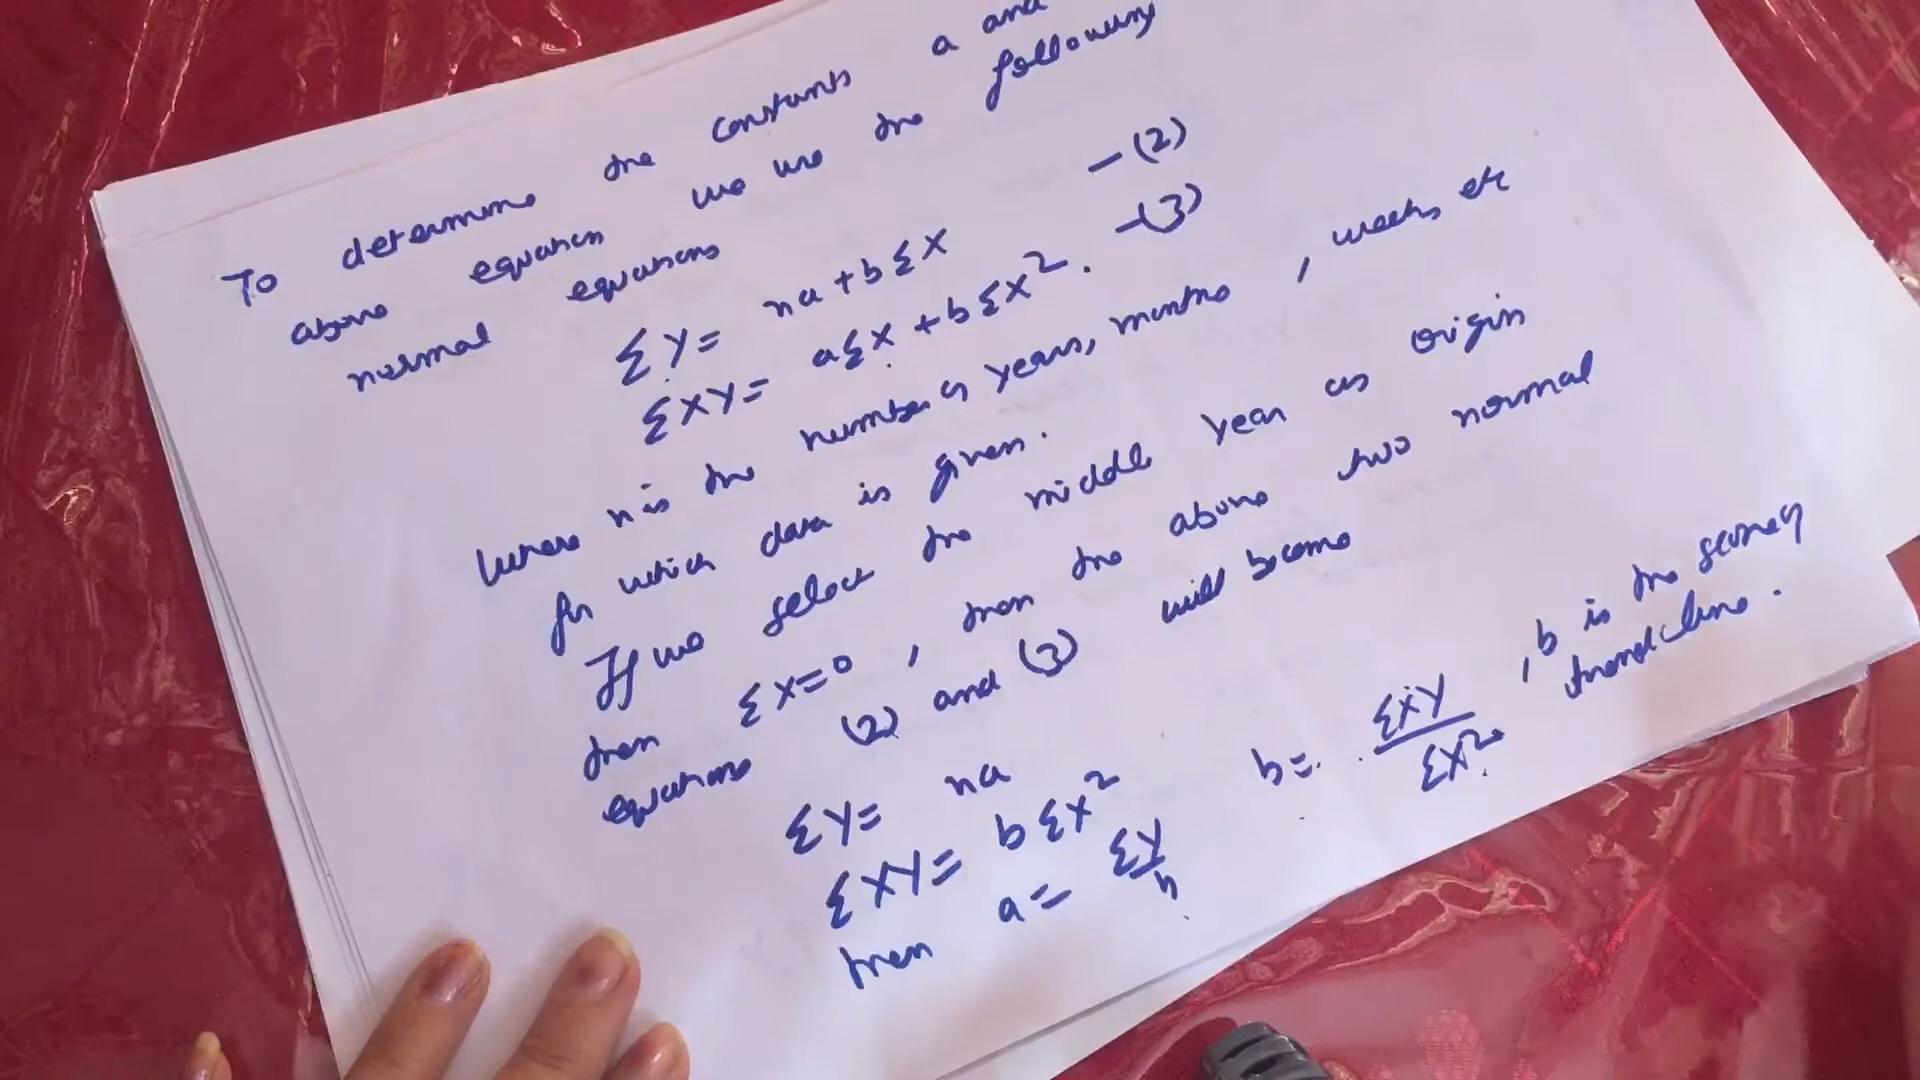 To determine the constants a and
above equation we use the following
normal equations
ΣY = na + bΣX —(2)
ΣXY = aΣX + bΣX². —(3)
Where n is the number of years, months, weeks etc
for which data is given.
If we select the middle year as origin
then ΣX=0, then the above two normal
equations (2) and (3) will become
ΣY = na
ΣXY = bΣX²
then a = ΣY/n b = ΣXY/ΣX², b is the
trend line.